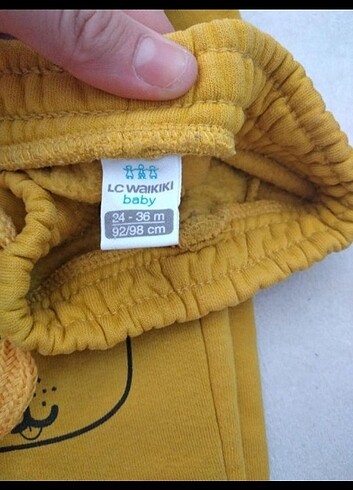 LC WAIKIKI
baby
24 - 36 m
92/98 cm